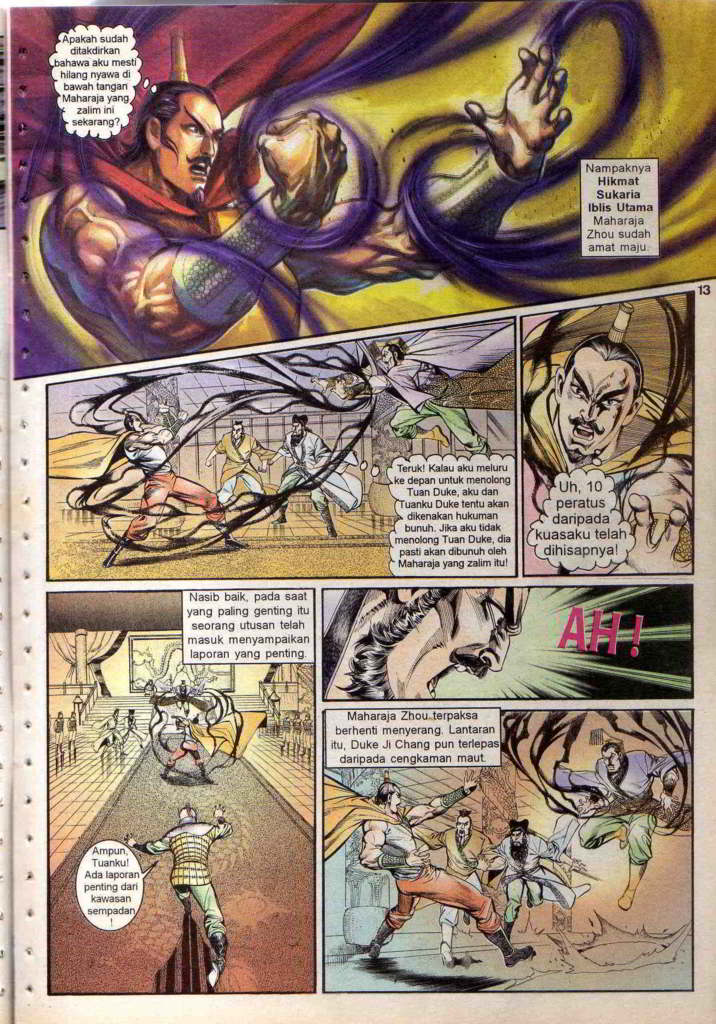 Apakah sudah
ditakdirkan
bahawa aku mesti
hilang nyawa di
bawah tangan
Maharaja yang
zalim ini
sekarang?
Nampaknya
Hikmat
Sukaria
Iblis Utama
Maharaja
Zhou sudah
amat maju.
13
Teruk! Kalau aku meluru
ke depan untuk menolong
Tuan Duke, aku dan
Tuanku Duke tentu akan
dikenakan hukuman
bunuh. Jika aku tidak
menolong Tuan Duke, dia
pasti akan dibunuh oleh
Maharaja yang zalim itu!
Uh, 10
peratus
daripada
kuasaku telah
dihisapnya!
Nasib baik, pada saat
yang paling genting itu
seorang utusan telah
masuk menyampaikan
laporan yang penting.
Ampun,
Tuanku!
Ada laporan
penting dari
kawasan
sempadan
!
AH!
Maharaja Zhou terpaksa
berhenti menyerang. Lantaran
itu, Duke Ji Chang pun terlepas
daripada cengkaman maut.